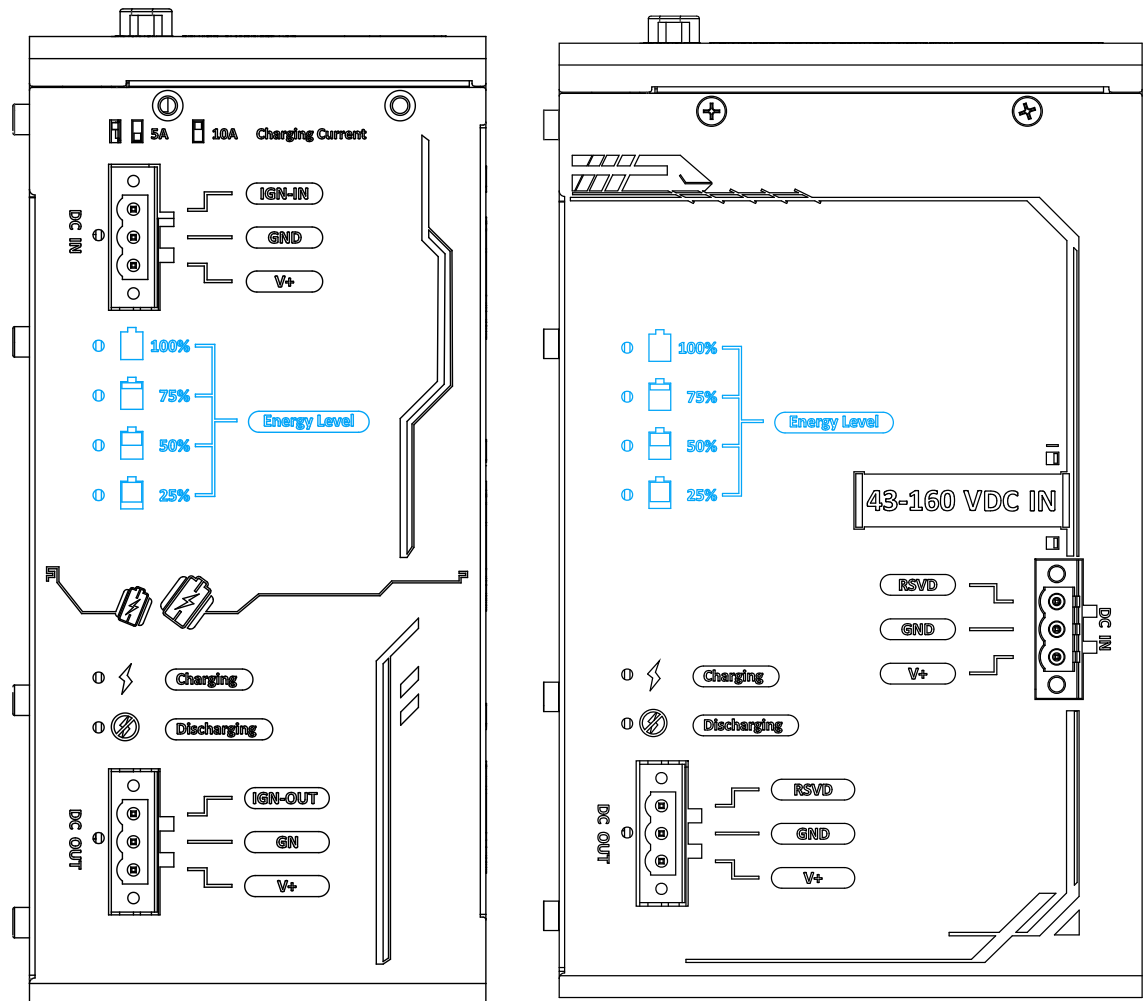 5A 10A Charging Current
DC IN
IGN-IN
GND
V+
100%
75%
50%
25%
Energy Level
Charging
Discharging
DC OUT
IGN-OUT
GN
V+
100%
75%
50%
25%
Energy Level
43-160 VDC IN
RSVD
GND
V+
DC IN
Charging
Discharging
DC OUT
RSVD
GND
V+